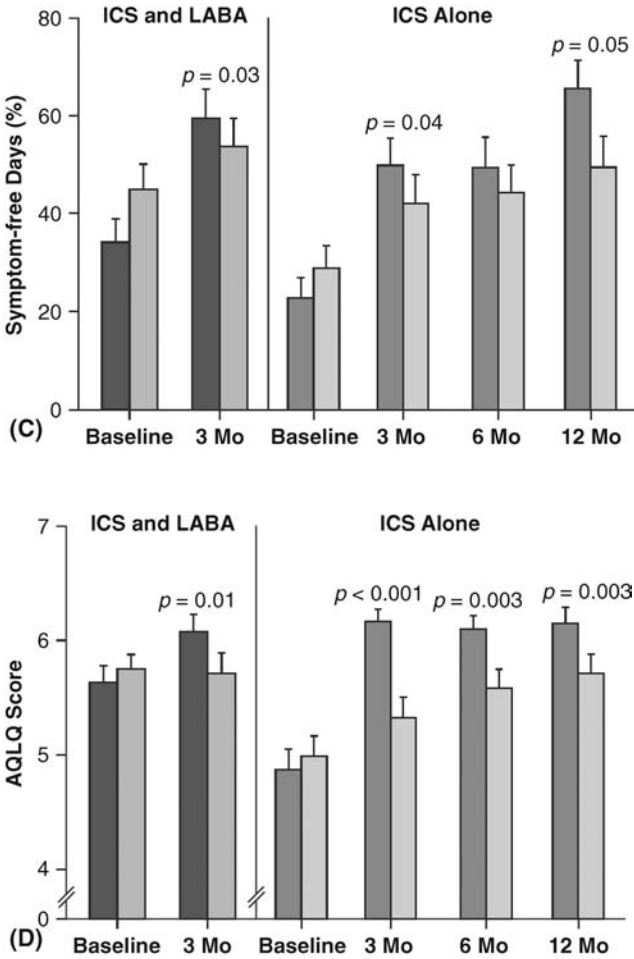 ICS and LABA ICS Alone
80
p = 0.03
p = 0.04
p = 0.05
60
40
20
0
Symptom-free Days (%)
(C)
Baseline 3 Mo Baseline 3 Mo 6 Mo 12 Mo
ICS and LABA ICS Alone
7
p = 0.01
p < 0.001
p = 0.003
p = 0.003
6
5
4
0
AQLQ Score
(D)
Baseline 3 Mo Baseline 3 Mo 6 Mo 12 Mo